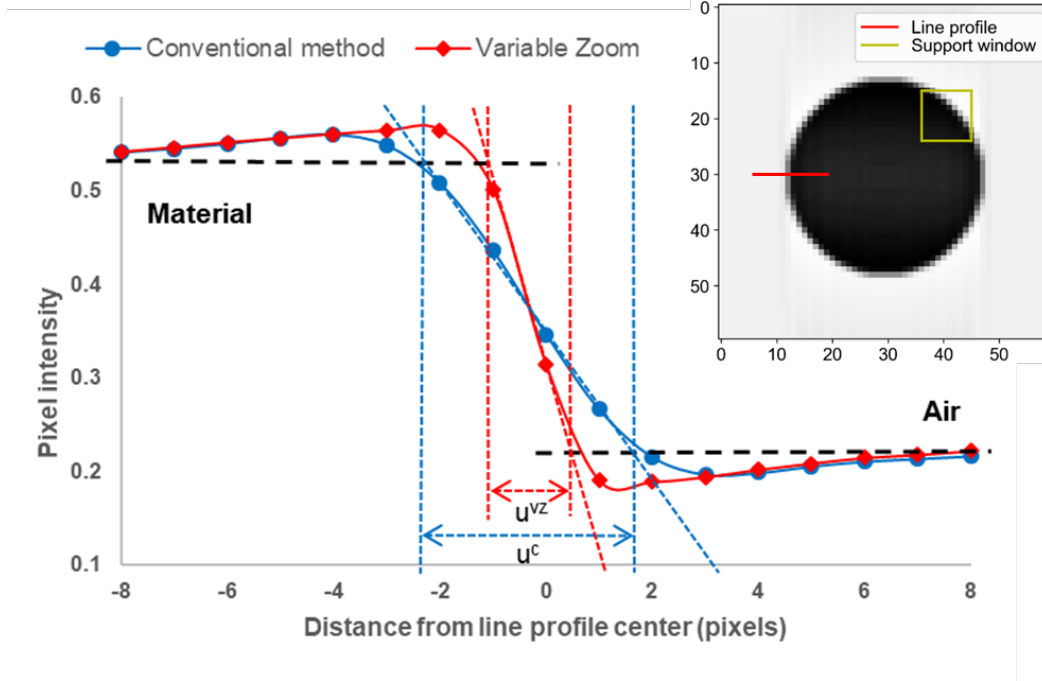 Conventional method
Variable Zoom
0.6
0.5
0.4
0.3
0.2
0.1
Pixel intensity
Material
Air
u^vz
u^c
-8
-6
-4
-2
0
2
4
6
8
Distance from line profile center (pixels)
Line profile
Support window
0
10
20
30
40
50
0
10
20
30
40
50